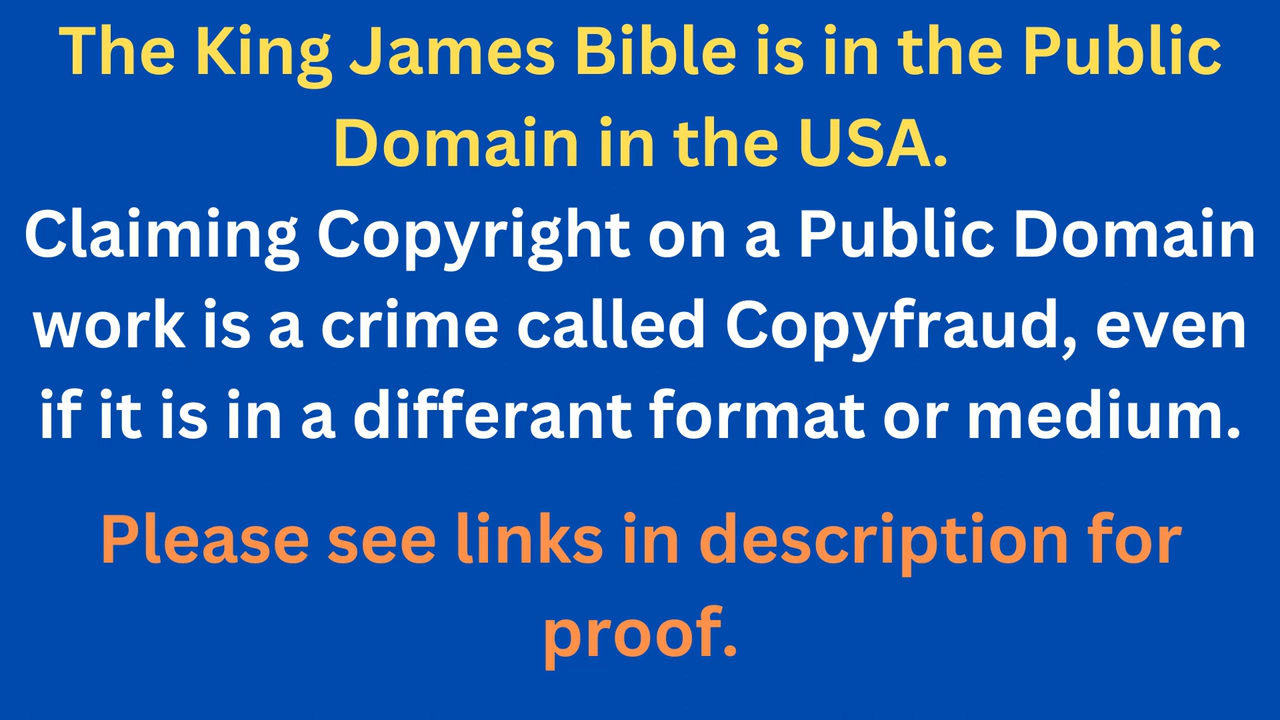 The King James Bible is in the Public
Domain in the USA.
Claiming Copyright on a Public Domain
work is a crime called Copyfraud, even
if it is in a differant format or medium.
Please see links in description for
proof.